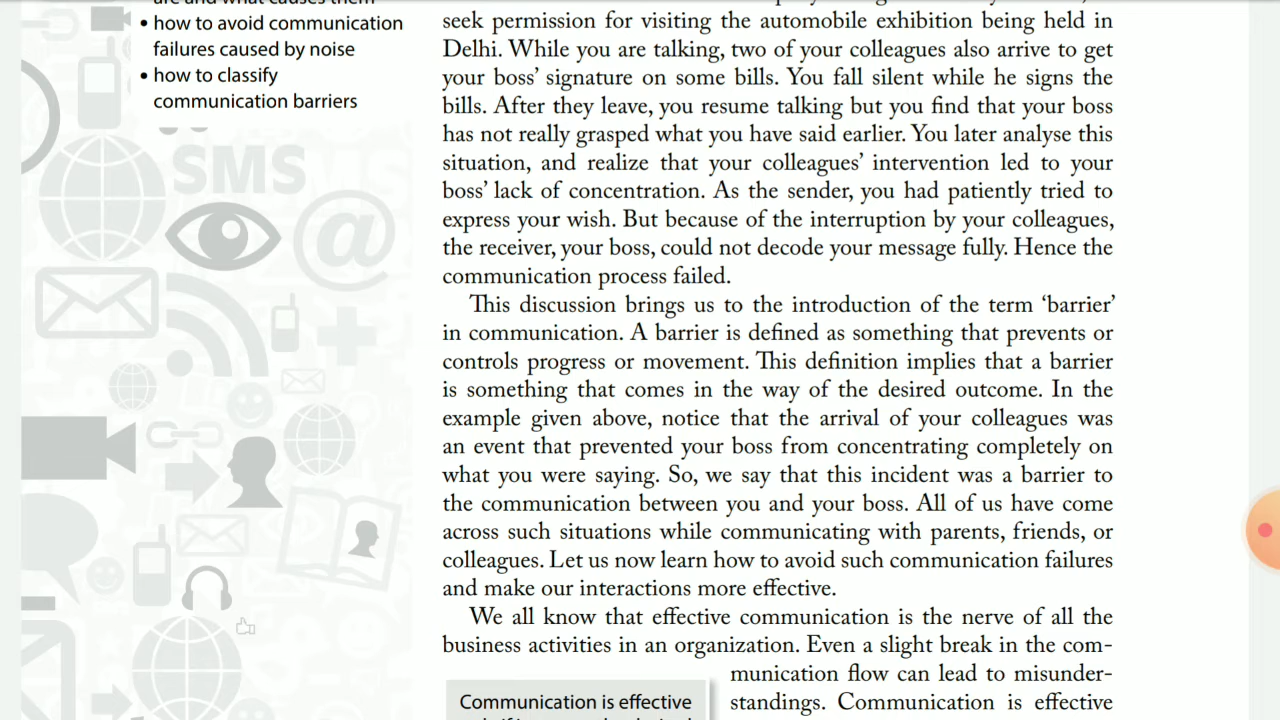 are and what causes them
• how to avoid communication
failures caused by noise
• how to classify
communication barriers
SMS
@
seek permission for visiting the automobile exhibition being held in
Delhi. While you are talking, two of your colleagues also arrive to get
your boss’ signature on some bills. You fall silent while he signs the
bills. After they leave, you resume talking but you find that your boss
has not really grasped what you have said earlier. You later analyse this
situation, and realize that your colleagues’ intervention led to your
boss’ lack of concentration. As the sender, you had patiently tried to
express your wish. But because of the interruption by your colleagues,
the receiver, your boss, could not decode your message fully. Hence the
communication process failed.
This discussion brings us to the introduction of the term ‘barrier’
in communication. A barrier is defined as something that prevents or
controls progress or movement. This definition implies that a barrier
is something that comes in the way of the desired outcome. In the
example given above, notice that the arrival of your colleagues was
an event that prevented your boss from concentrating completely on
what you were saying. So, we say that this incident was a barrier to
the communication between you and your boss. All of us have come
across such situations while communicating with parents, friends, or
colleagues. Let us now learn how to avoid such communication failures
and make our interactions more effective.
We all know that effective communication is the nerve of all the
business activities in an organization. Even a slight break in the com-
munication flow can lead to misunder-
standings. Communication is effective
Communication is effective